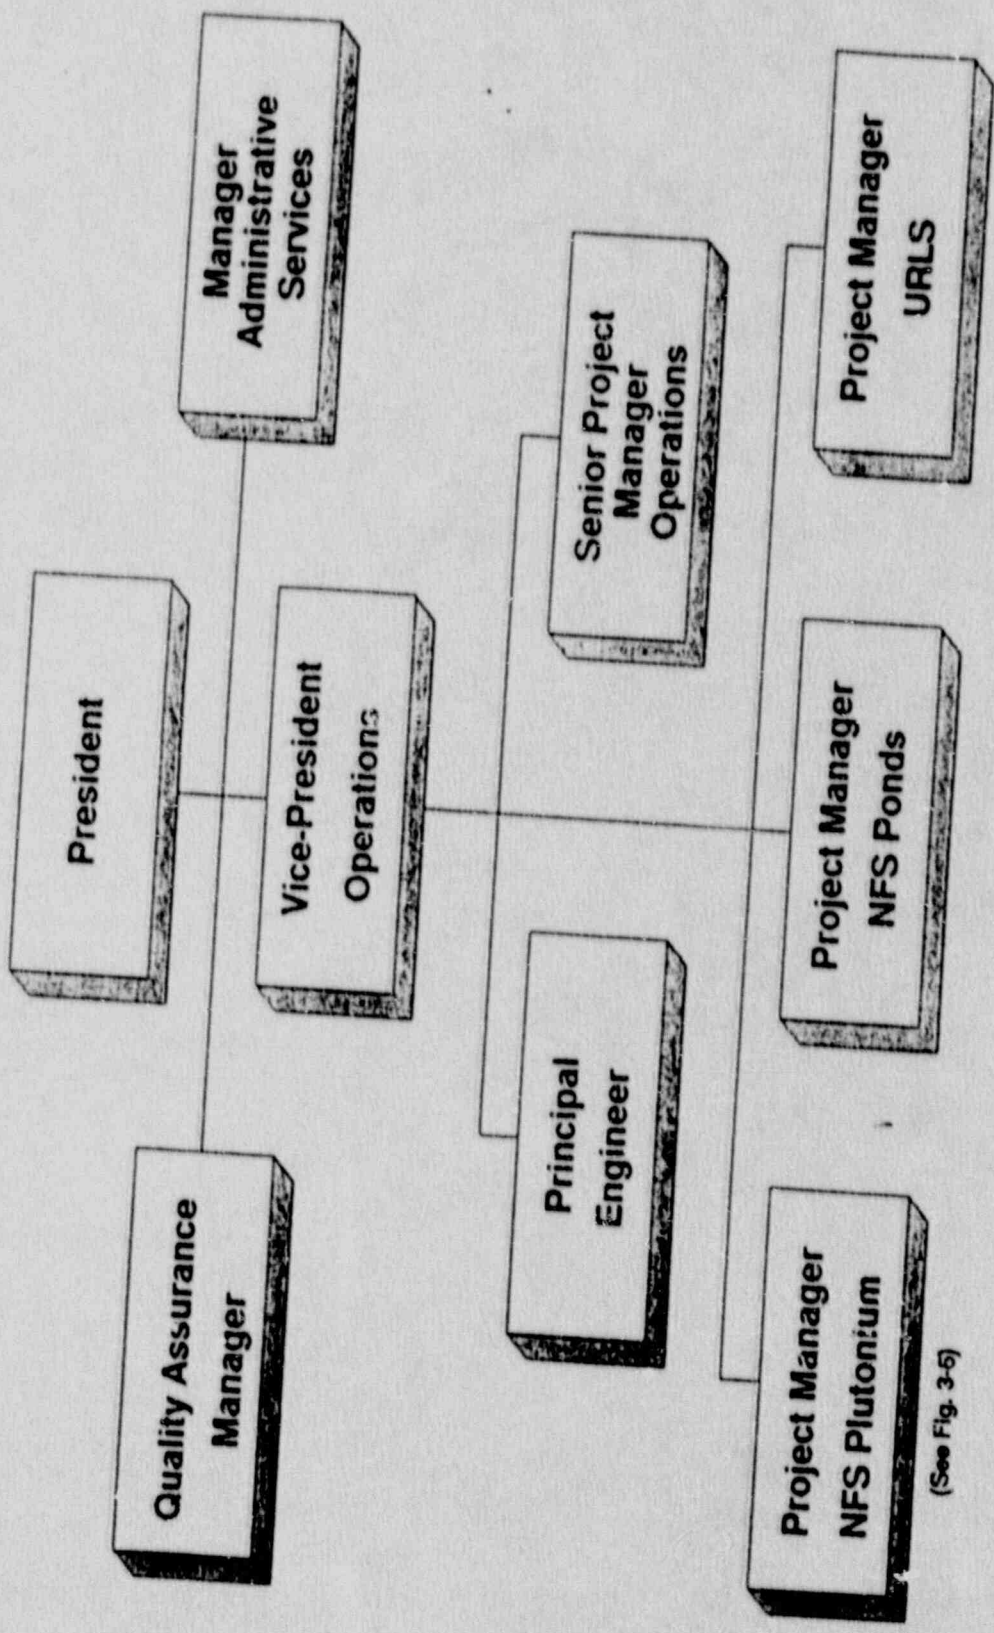 President
Quality Assurance
Manager
Manager
Administrative
Services
Vice-President
Operations
Principal
Engineer
Senior Project
Manager
Operations
Project Manager
NFS Plutonium
(See Fig. 3-6)
Project Manager
NFS Ponds
Project Manager
URLS